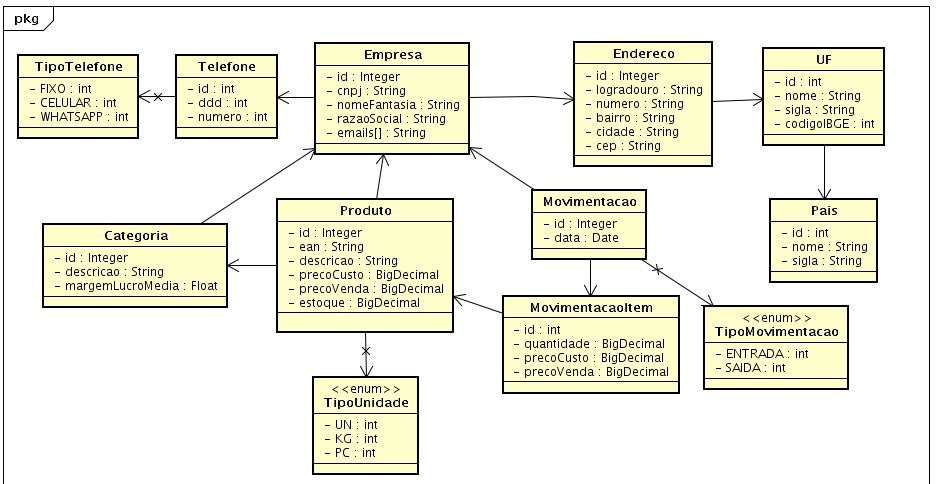 pkg
TipoTelefone
- FIXO : int
- CELULAR : int
- WHATSAPP : int
Telefone
- id : int
- ddd : int
- numero : int
Empresa
- id : Integer
- cnpj : String
- nomeFantasia : String
- razaoSocial : String
- emails[] : String
Endereco
- id : Integer
- logradouro : String
- numero : String
- bairro : String
- cidade : String
- cep : String
UF
- id : int
- nome : String
- sigla : String
- codigoIBGE : int
Categoria
- id : Integer
- descricao : String
- margemLucroMedia : Float
Produto
- id : Integer
- ean : String
- descricao : String
- precoCusto : BigDecimal
- precoVenda : BigDecimal
- estoque : BigDecimal
Movimentacao
- id : Integer
- data : Date
Pais
- id : int
- nome : String
- sigla : String
MovimentacaoItem
- id : int
- quantidade : BigDecimal
- precoCusto : BigDecimal
- precoVenda : BigDecimal
<<enum>>
TipoMovimentacao
- ENTRADA : int
- SAIDA : int
<<enum>>
TipoUnidade
- UN : int
- KG : int
- PC : int